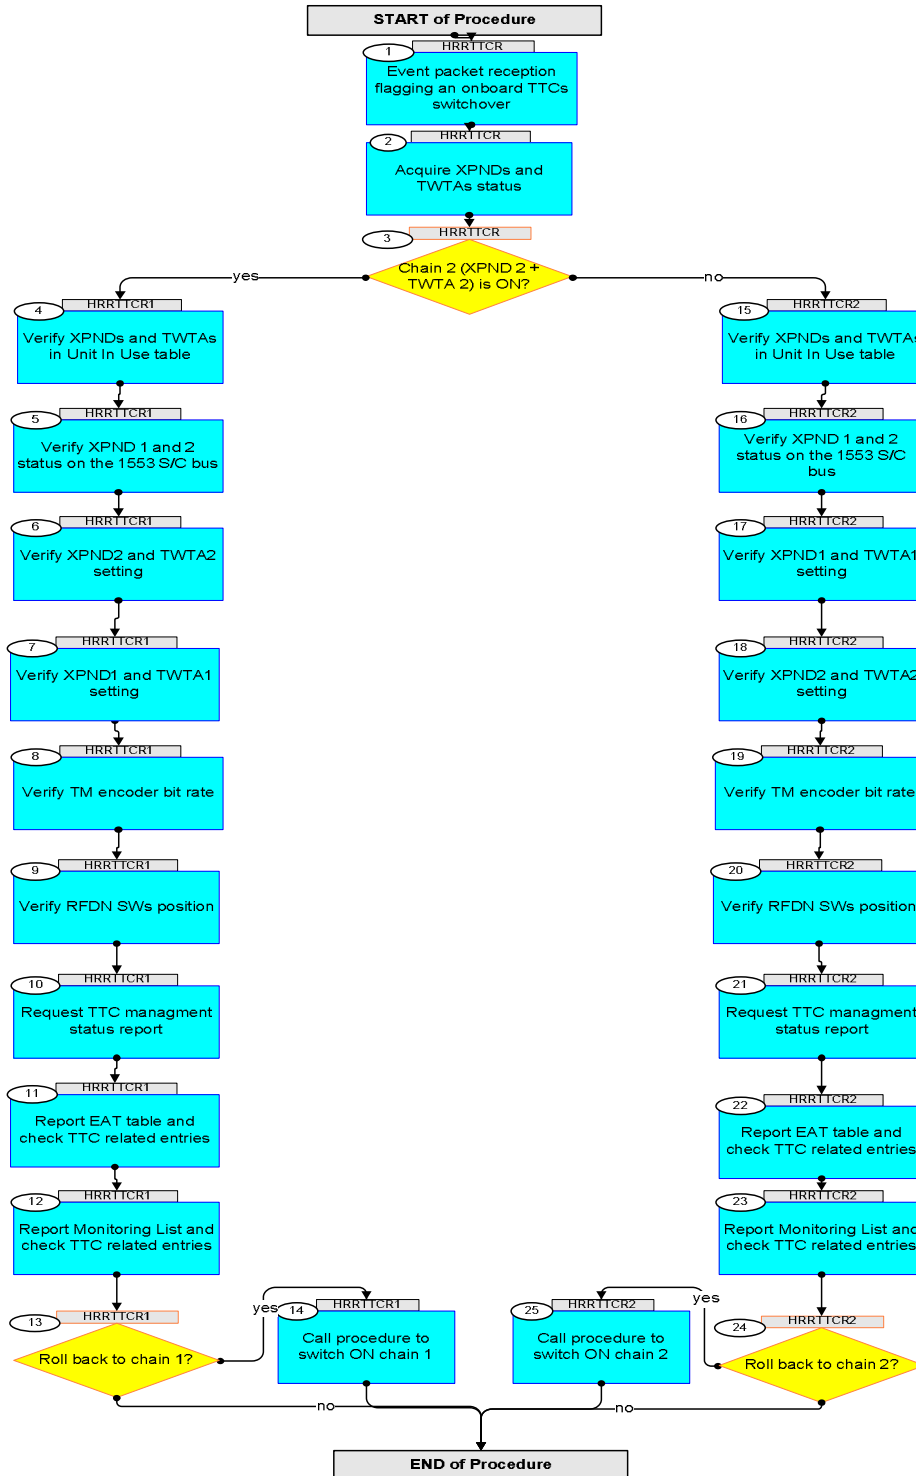 START of Procedure
HRRTTCR
1
Event packet reception
flagging an onboard TTCs
switchover
HRRTTCR
2
Acquire XPNDs and
TWTAs status
HRRTTCR
3
Chain 2 (XPND 2 +
TWTA 2) is ON?
yes
no
HRRTTCR1
4
Verify XPNDs and TWTAs
in Unit In Use table
HRRTTCR1
5
Verify XPND 1 and 2
status on the 1553 S/C bus
HRRTTCR1
6
Verify XPND2 and TWTA2
setting
HRRTTCR1
7
Verify XPND1 and TWTA1
setting
HRRTTCR1
8
Verify TM encoder bit rate
HRRTTCR1
9
Verify RFDN SWs position
HRRTTCR1
10
Request TTC managment
status report
HRRTTCR1
11
Report EAT table and
check TTC related entries
HRRTTCR1
12
Report Monitoring List and
check TTC related entries
HRRTTCR1
13
Roll back to chain 1?
yes
no
HRRTTCR1
14
Call procedure to
switch ON chain 1
HRRTTCR2
15
Verify XPNDs and TWTAs
in Unit In Use table
HRRTTCR2
16
Verify XPND 1 and 2
status on the 1553 S/C
bus
HRRTTCR2
17
Verify XPND1 and TWTA1
setting
HRRTTCR2
18
Verify XPND2 and TWTA2
setting
HRRTTCR2
19
Verify TM encoder bit rate
HRRTTCR2
20
Verify RFDN SWs position
HRRTTCR2
21
Request TTC managment
status report
HRRTTCR2
22
Report EAT table and
check TTC related entries
HRRTTCR2
23
Report Monitoring List and
check TTC related entries
HRRTTCR2
24
Roll back to chain 2?
yes
no
HRRTTCR2
25
Call procedure to
switch ON chain 2
END of Procedure